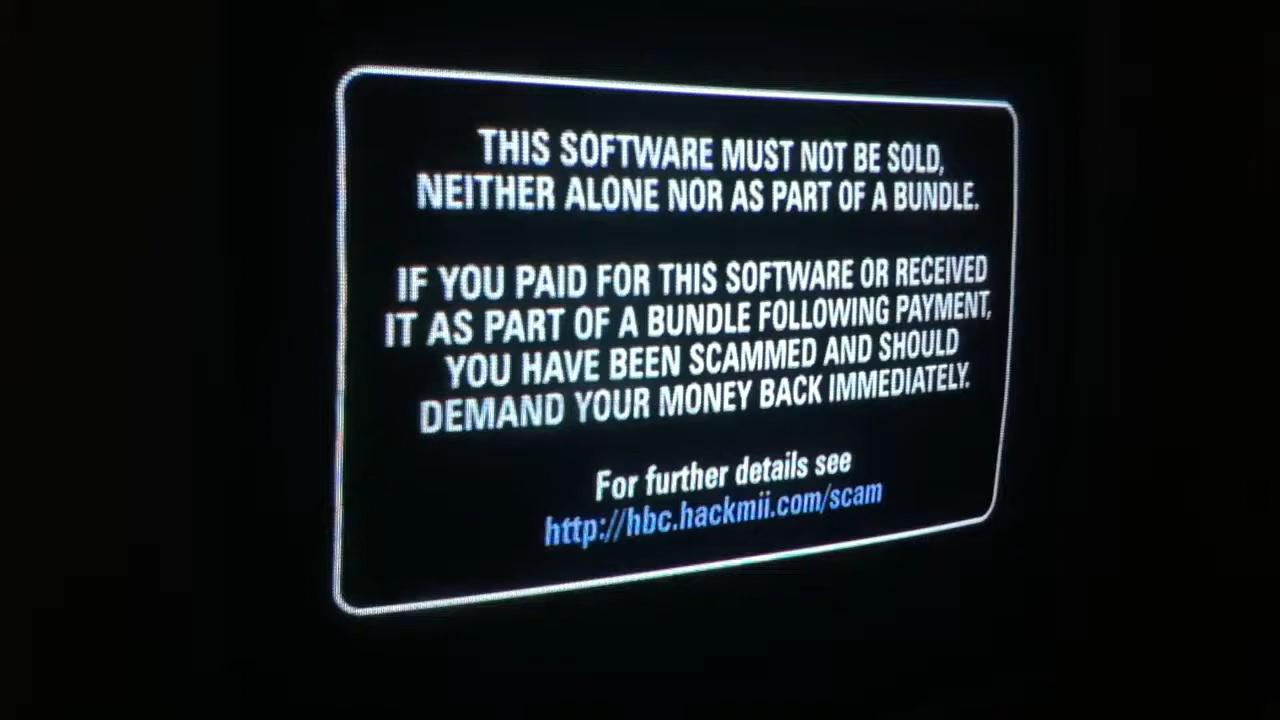 THIS SOFTWARE MUST NOT BE SOLD,
NEITHER ALONE NOR AS PART OF A BUNDLE.
IF YOU PAID FOR THIS SOFTWARE OR RECEIVED
IT AS PART OF A BUNDLE FOLLOWING PAYMENT,
YOU HAVE BEEN SCAMMED AND SHOULD
DEMAND YOUR MONEY BACK IMMEDIATELY.
For further details see
http://hbc.hackmii.com/scam